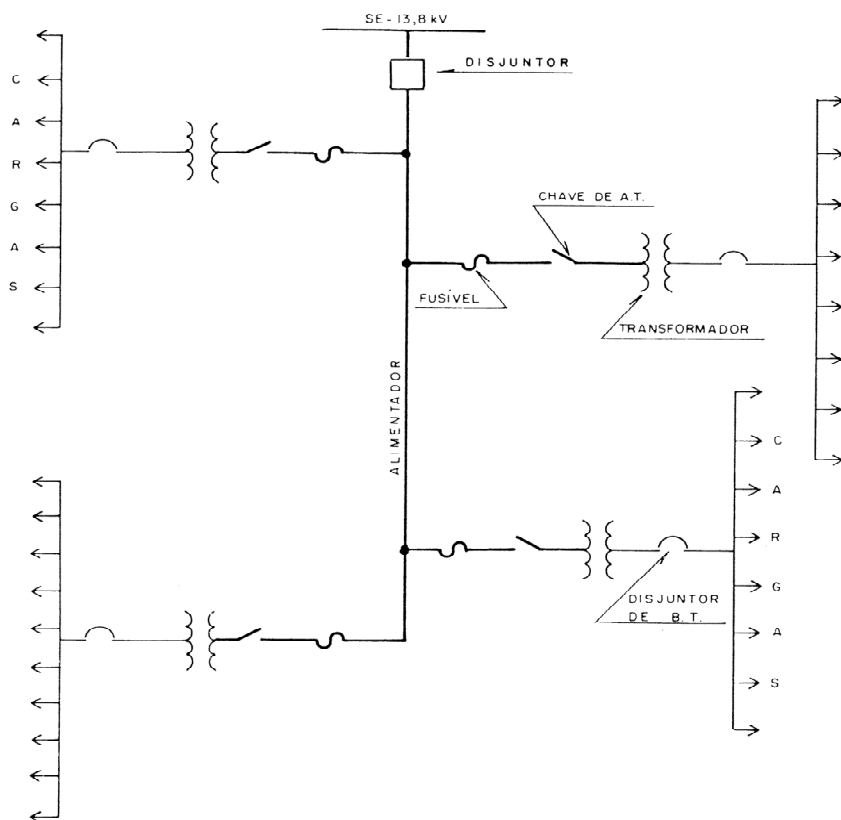 SE - 13,8 kV
DISJUNTOR
C
A
R
G
A
S
CHAVE DE A.T.
FUSÍVEL
TRANSFORMADOR
ALIMENTADOR
C
A
R
G
A
S
DISJUNTOR
DE B.T.